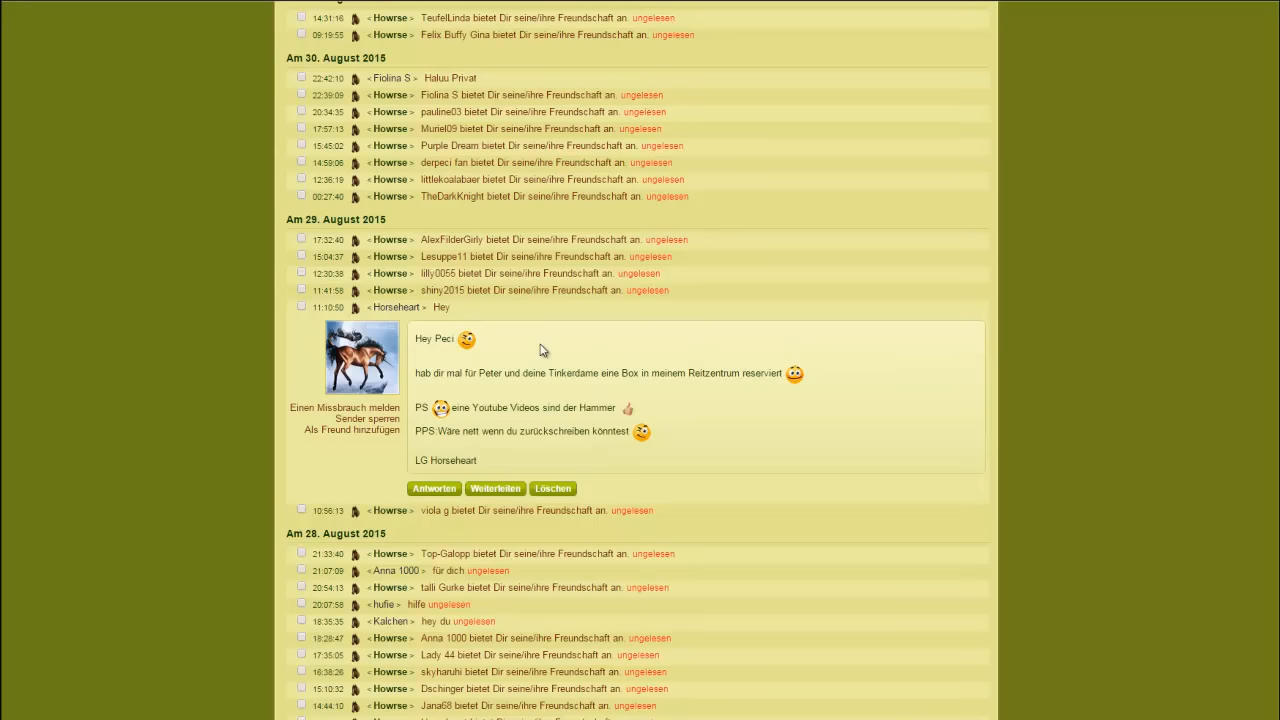 14:31:16 < Howrse > TeufelLinda bietet Dir seine/ihre Freundschaft an. ungelesen
09:19:55 < Howrse > Felix Buffy Gina bietet Dir seine/ihre Freundschaft an. ungelesen
Am 30. August 2015
22:42:10 < Fiolina S > Haluu Privat
22:39:09 < Howrse > Fiolina S bietet Dir seine/ihre Freundschaft an. ungelesen
20:34:35 < Howrse > pauline03 bietet Dir seine/ihre Freundschaft an. ungelesen
17:57:13 < Howrse > Muriel09 bietet Dir seine/ihre Freundschaft an. ungelesen
15:45:02 < Howrse > Purple Dream bietet Dir seine/ihre Freundschaft an. ungelesen
14:59:06 < Howrse > derpeci fan bietet Dir seine/ihre Freundschaft an. ungelesen
12:36:19 < Howrse > littlekoalabaer bietet Dir seine/ihre Freundschaft an. ungelesen
00:27:40 < Howrse > TheDarkKnight bietet Dir seine/ihre Freundschaft an. ungelesen
Am 29. August 2015
17:32:40 < Howrse > AlexFilderGirly bietet Dir seine/ihre Freundschaft an. ungelesen
15:04:37 < Howrse > Lesuppe11 bietet Dir seine/ihre Freundschaft an. ungelesen
12:30:38 < Howrse > lilly0055 bietet Dir seine/ihre Freundschaft an. ungelesen
11:41:58 < Howrse > shiny2015 bietet Dir seine/ihre Freundschaft an. ungelesen
11:10:50 < Horseheart > Hey
Hey Peci
hab dir mal für Peter und deine Tinkerdame eine Box in meinem Reitzentrum reserviert
PS eine Youtube Videos sind der Hammer
PPS:Wäre nett wenn du zurückschreiben könntest
LG Horseheart
Einen Missbrauch melden
Sender sperren
Als Freund hinzufügen
Antworten Weiterleiten Löschen
10:56:13 < Howrse > viola g bietet Dir seine/ihre Freundschaft an. ungelesen
Am 28. August 2015
21:33:40 < Howrse > Top-Galopp bietet Dir seine/ihre Freundschaft an. ungelesen
21:07:09 < Anna 1000 > für dich ungelesen
20:54:13 < Howrse > talli Gurke bietet Dir seine/ihre Freundschaft an. ungelesen
20:07:58 < hufie > hilfe ungelesen
18:35:35 < Kalchen > hey du ungelesen
18:28:47 < Howrse > Anna 1000 bietet Dir seine/ihre Freundschaft an. ungelesen
17:35:05 < Howrse > Lady 44 bietet Dir seine/ihre Freundschaft an. ungelesen
16:38:26 < Howrse > skyharuhi bietet Dir seine/ihre Freundschaft an. ungelesen
15:10:32 < Howrse > Dschinger bietet Dir seine/ihre Freundschaft an. ungelesen
14:44:10 < Howrse > Jana68 bietet Dir seine/ihre Freundschaft an. ungelesen